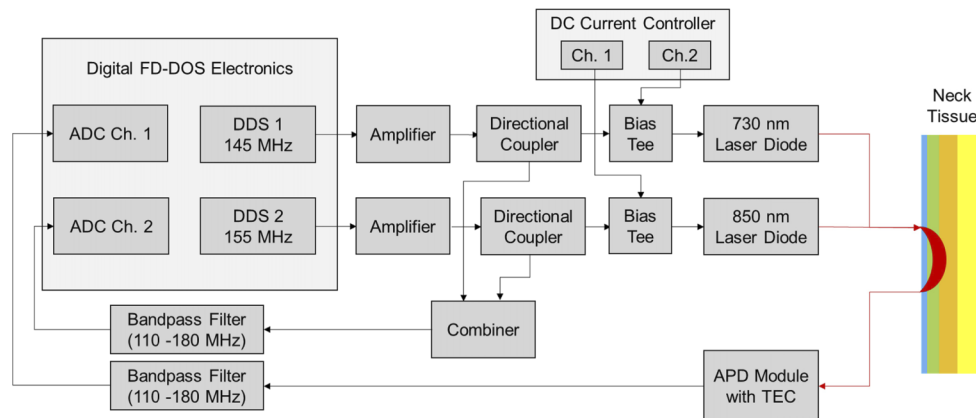 DC Current Controller
Ch. 1
Ch.2
Digital FD-DOS Electronics
Neck
Tissue
ADC Ch. 1
DDS 1
145 MHz
Amplifier
Directional
Coupler
Bias
Tee
730 nm
Laser Diode
ADC Ch. 2
DDS 2
155 MHz
Amplifier
Directional
Coupler
Bias
Tee
850 nm
Laser Diode
Bandpass Filter
(110 -180 MHz)
Combiner
Bandpass Filter
(110 -180 MHz)
APD Module
with TEC